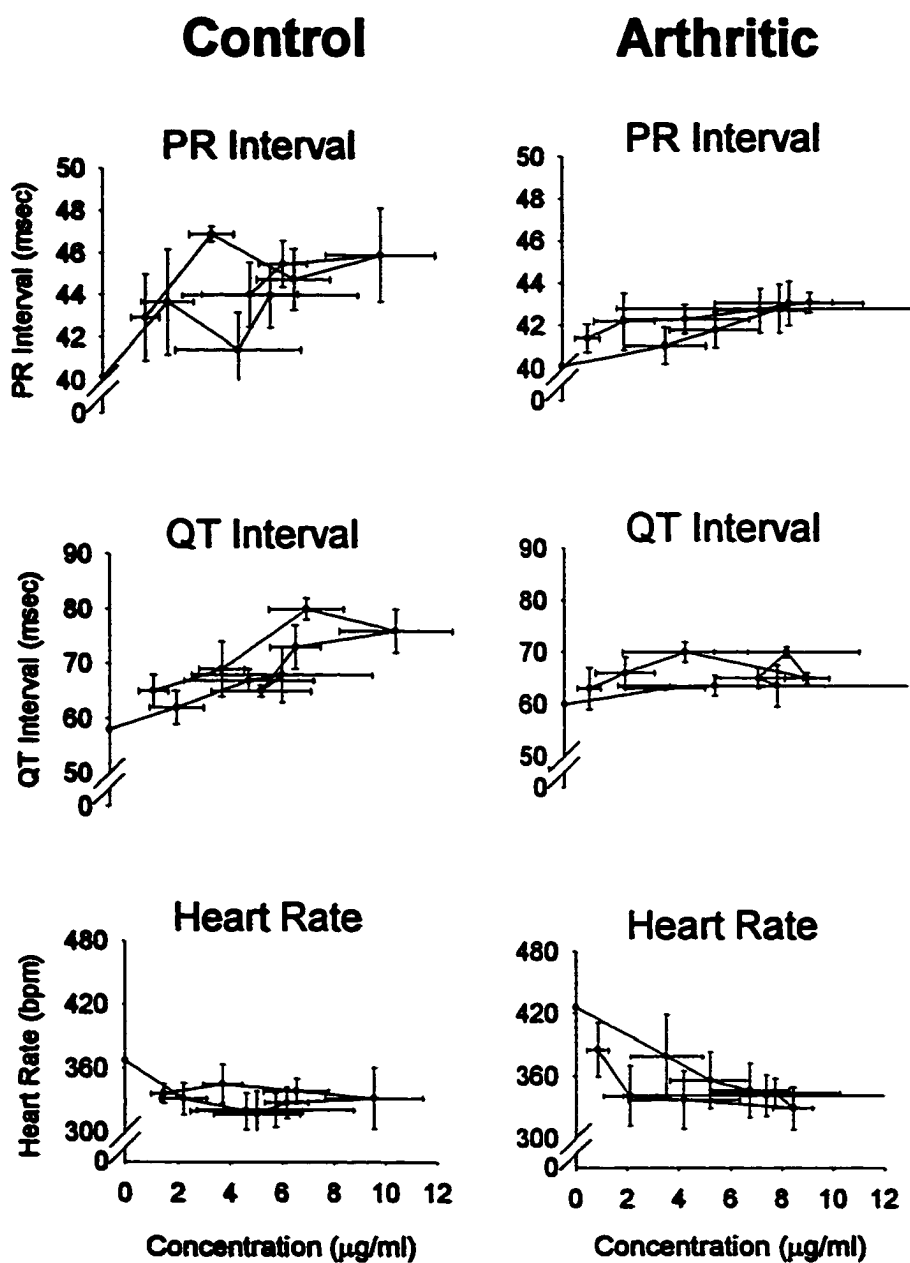 Control
Arthritic
PR Interval
PR Interval
PR Interval (msec)
50
48
46
44
42
40
0
50
48
46
44
42
40
0
QT Interval
QT Interval
QT Interval (msec)
90
80
70
60
50
0
90
80
70
60
50
0
Heart Rate
Heart Rate
Heart Rate (bpm)
480
420
360
300
0
480
420
360
300
0
0 2 4 6 8 10 12
0 2 4 6 8 10 12
Concentration (µg/ml)
Concentration (µg/ml)